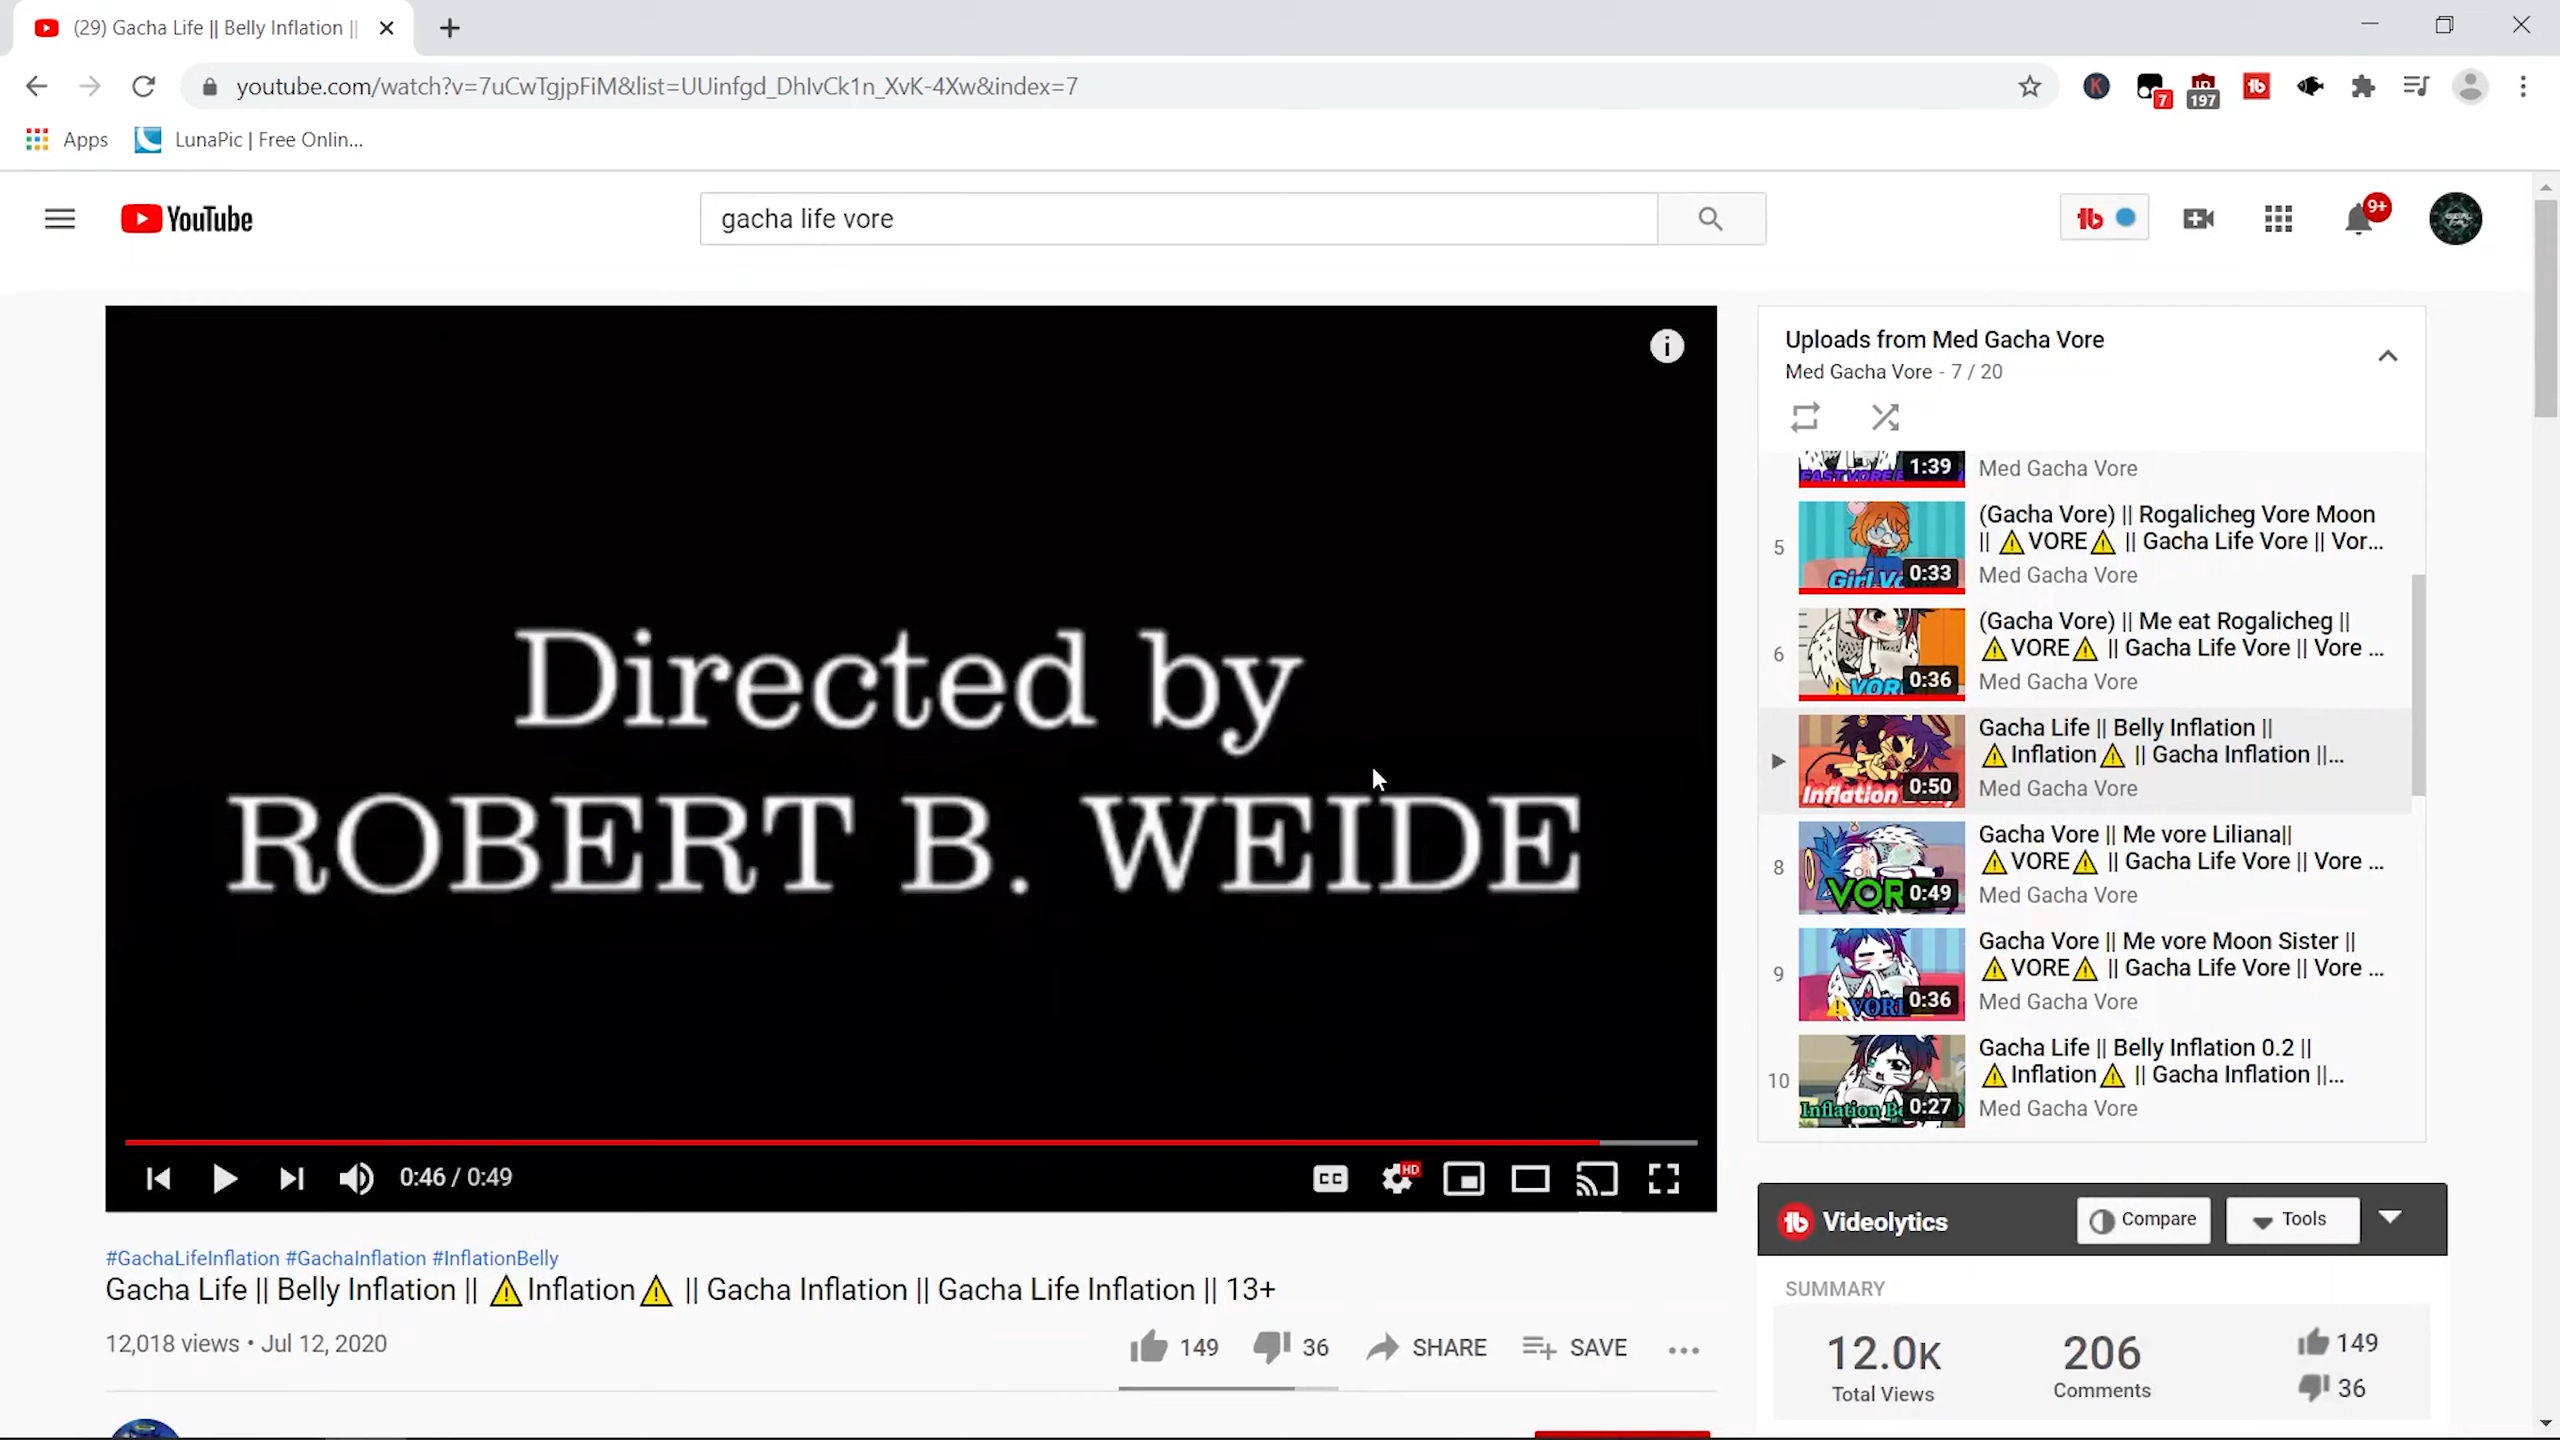 (29) Gacha Life || Belly Inflation ||
youtube.com/watch?v=7uCwTgjpFiM&list=UUinfgd_DhIvCk1n_XvK-4Xw&index=7
7
197
Apps
LunaPic | Free Onlin...
YouTube
gacha life vore
9+
Directed by
ROBERT B. WEIDE
0:46 / 0:49
CC
HD
#GachaLifeInflation #GachaInflation #InflationBelly
Gacha Life || Belly Inflation || ⚠Inflation⚠ || Gacha Inflation || Gacha Life Inflation || 13+
12,018 views • Jul 12, 2020
149
36
SHARE
SAVE
Uploads from Med Gacha Vore
Med Gacha Vore - 7 / 20
1:39
Med Gacha Vore
5
0:33
(Gacha Vore) || Rogalicheg Vore Moon
|| ⚠VORE⚠ || Gacha Life Vore || Vor...
Med Gacha Vore
6
0:36
(Gacha Vore) || Me eat Rogalicheg ||
⚠VORE⚠ || Gacha Life Vore || Vore ...
Med Gacha Vore
Inflation
0:50
Gacha Life || Belly Inflation ||
⚠Inflation⚠ || Gacha Inflation ||...
Med Gacha Vore
8
0:49
Gacha Vore || Me vore Liliana||
⚠VORE⚠ || Gacha Life Vore || Vore ...
Med Gacha Vore
9
0:36
Gacha Vore || Me vore Moon Sister ||
⚠VORE⚠ || Gacha Life Vore || Vore ...
Med Gacha Vore
10
Inflation
0:27
Gacha Life || Belly Inflation 0.2 ||
⚠Inflation⚠ || Gacha Inflation ||...
Med Gacha Vore
Videolytics
Compare
Tools
SUMMARY
12.0K
Total Views
206
Comments
149
36